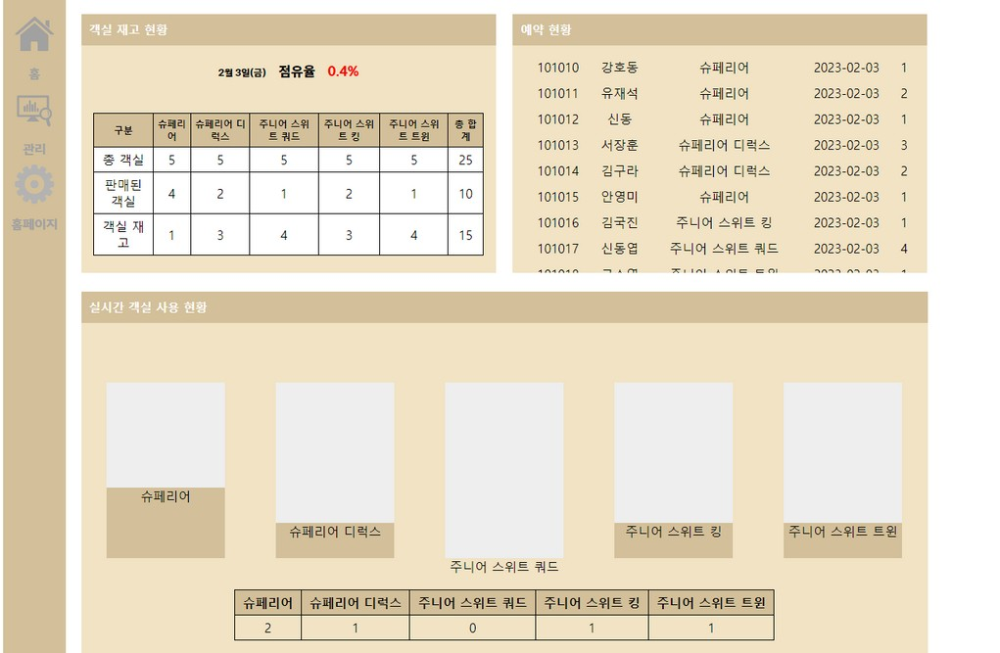 홈
관리
홈페이지
객실 재고 현황
2월 3일(금) 점유율 0.4%
구분 슈페리어 슈페리어 디럭스 주니어 스위트 쿼드 주니어 스위트 킹 주니어 스위트 트윈 총 합계
총 객실 5 5 5 5 5 25
판매된 객실 4 2 1 2 1 10
객실 재고 1 3 4 3 4 15
예약 현황
101010 강호동 슈페리어 2023-02-03 1
101011 유재석 슈페리어 2023-02-03 2
101012 신동 슈페리어 2023-02-03 1
101013 서장훈 슈페리어 디럭스 2023-02-03 3
101014 김구라 슈페리어 디럭스 2023-02-03 2
101015 안영미 슈페리어 2023-02-03 1
101016 김국진 주니어 스위트 킹 2023-02-03 1
101017 신동엽 주니어 스위트 쿼드 2023-02-03 4
실시간 객실 사용 현황
슈페리어
슈페리어 디럭스
주니어 스위트 쿼드
주니어 스위트 킹
주니어 스위트 트윈
슈페리어 슈페리어 디럭스 주니어 스위트 쿼드 주니어 스위트 킹 주니어 스위트 트윈
2 1 0 1 1